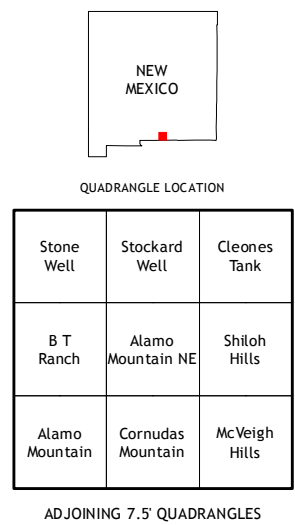 NEW
MEXICO
QUADRANGLE LOCATION
Stone
Well
Stockard
Well
Cleones
Tank
B T
Ranch
Alamo
Mountain NE
Shiloh
Hills
Alamo
Mountain
Cornudas
Mountain
McVeigh
Hills
ADJOINING 7.5' QUADRANGLES